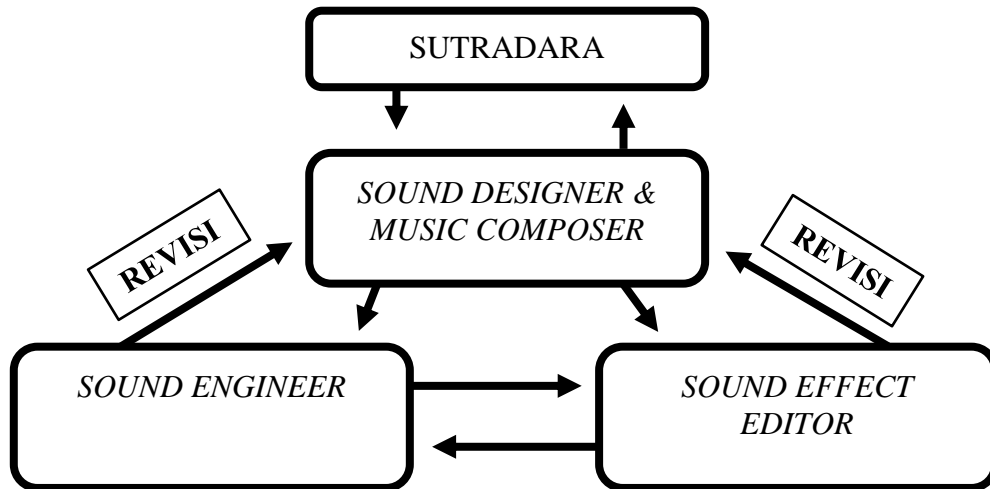 SUTRADARA
SOUND DESIGNER &
MUSIC COMPOSER
REVISI
REVISI
SOUND ENGINEER
SOUND EFFECT
EDITOR